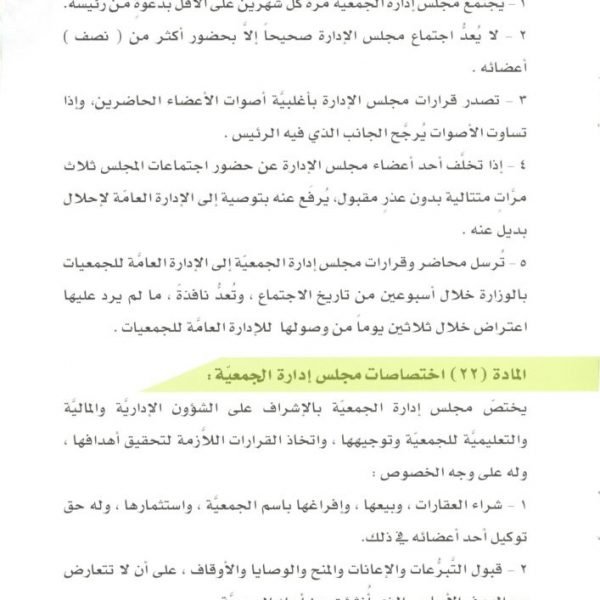 ١ - يجتمع مجلس إدارة الجمعية مرة كل شهرين على الأقل بدعوةٍ من رئيسه.
٢ - لا يُعدُّ اجتماع مجلس الإدارة صحيحاً إلاَّ بحضور أكثر من ( نصف )
أعضائه .
٣ - تصدر قرارات مجلس الإدارة بأغلبيَّة أصوات الأعضاء الحاضرين، وإذا
تساوت الأصوات يُرجَّح الجانب الذي فيه الرئيس .
٤ - إذا تخلَّف أحد أعضاء مجلس الإدارة عن حضور اجتماعات المجلس ثلاث
مرَّاتٍ متتالية بدون عذرٍ مقبول، يُرفَع عنه بتوصية إلى الإدارة العامّة لإحلال
بديل عنه .
٥ - تُرسل محاضر وقرارات مجلس إدارة الجمعيّة إلى الإدارة العامَّة للجمعيات
بالوزارة خلال أسبوعين من تاريخ الاجتماع ، وتُعدُّ نافذةً ، ما لم يرد عليها
اعتراض خلال ثلاثين يوماً من وصولها للإدارة العامَّة للجمعيات .
المادة (٢٢) اختصاصات مجلس إدارة الجمعيّة :
يختصّ مجلس إدارة الجمعيّة بالإشراف على الشؤون الإداريَّة والماليَّة
والتعليميَّة للجمعية وتوجيهها ، واتخاذ القرارات اللاَّزمة لتحقيق أهدافها ،
وله على وجه الخصوص :
١ - شراء العقارات ، وبيعها ، وإفراغها باسم الجمعيَّة ، واستثمارها ، وله حق
توكيل أحد أعضائه في ذلك.
٢ - قبول التَّبرُّعات والإعانات والمنح والوصايا والأوقاف ، على أن لا تتعارض